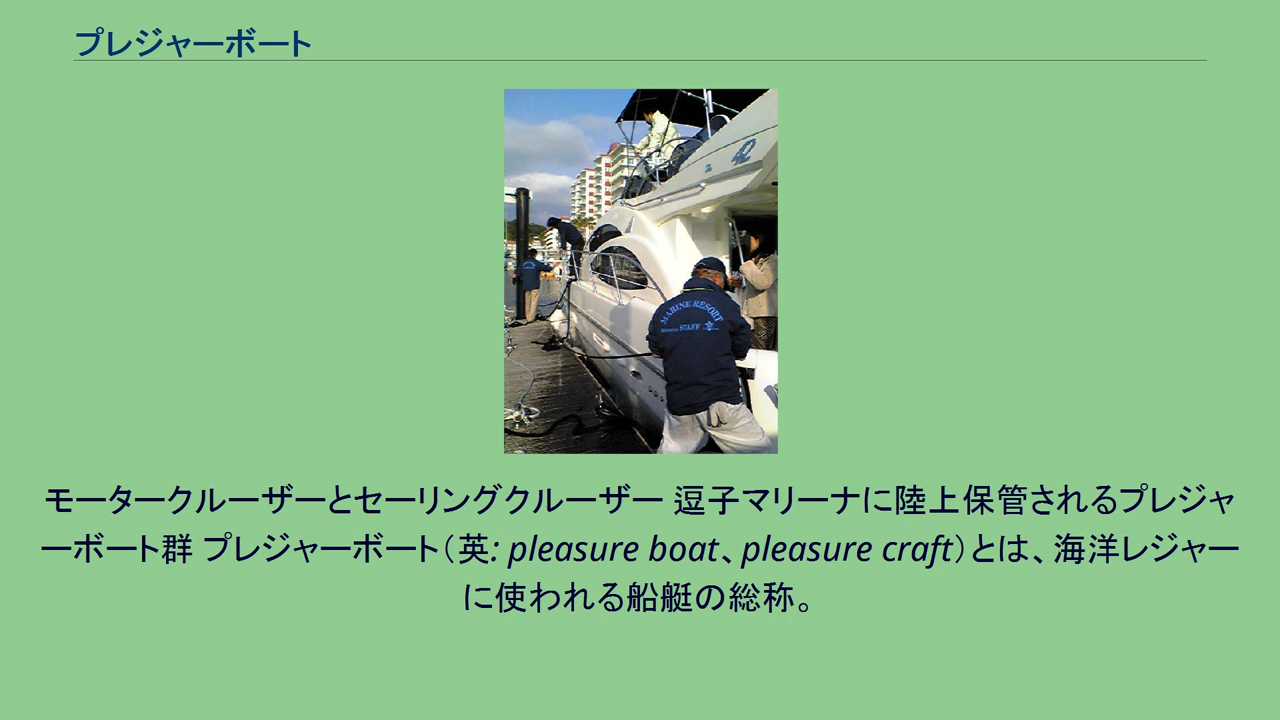 プレジャーボート
42
MARINE RESORT
STAFF
モータークルーザーとセーリングクルーザー 逗子マリーナに陸上保管されるプレジャ
ーボート群 プレジャーボート（英: pleasure boat、pleasure craft）とは、海洋レジャー
に使われる船艇の総称。